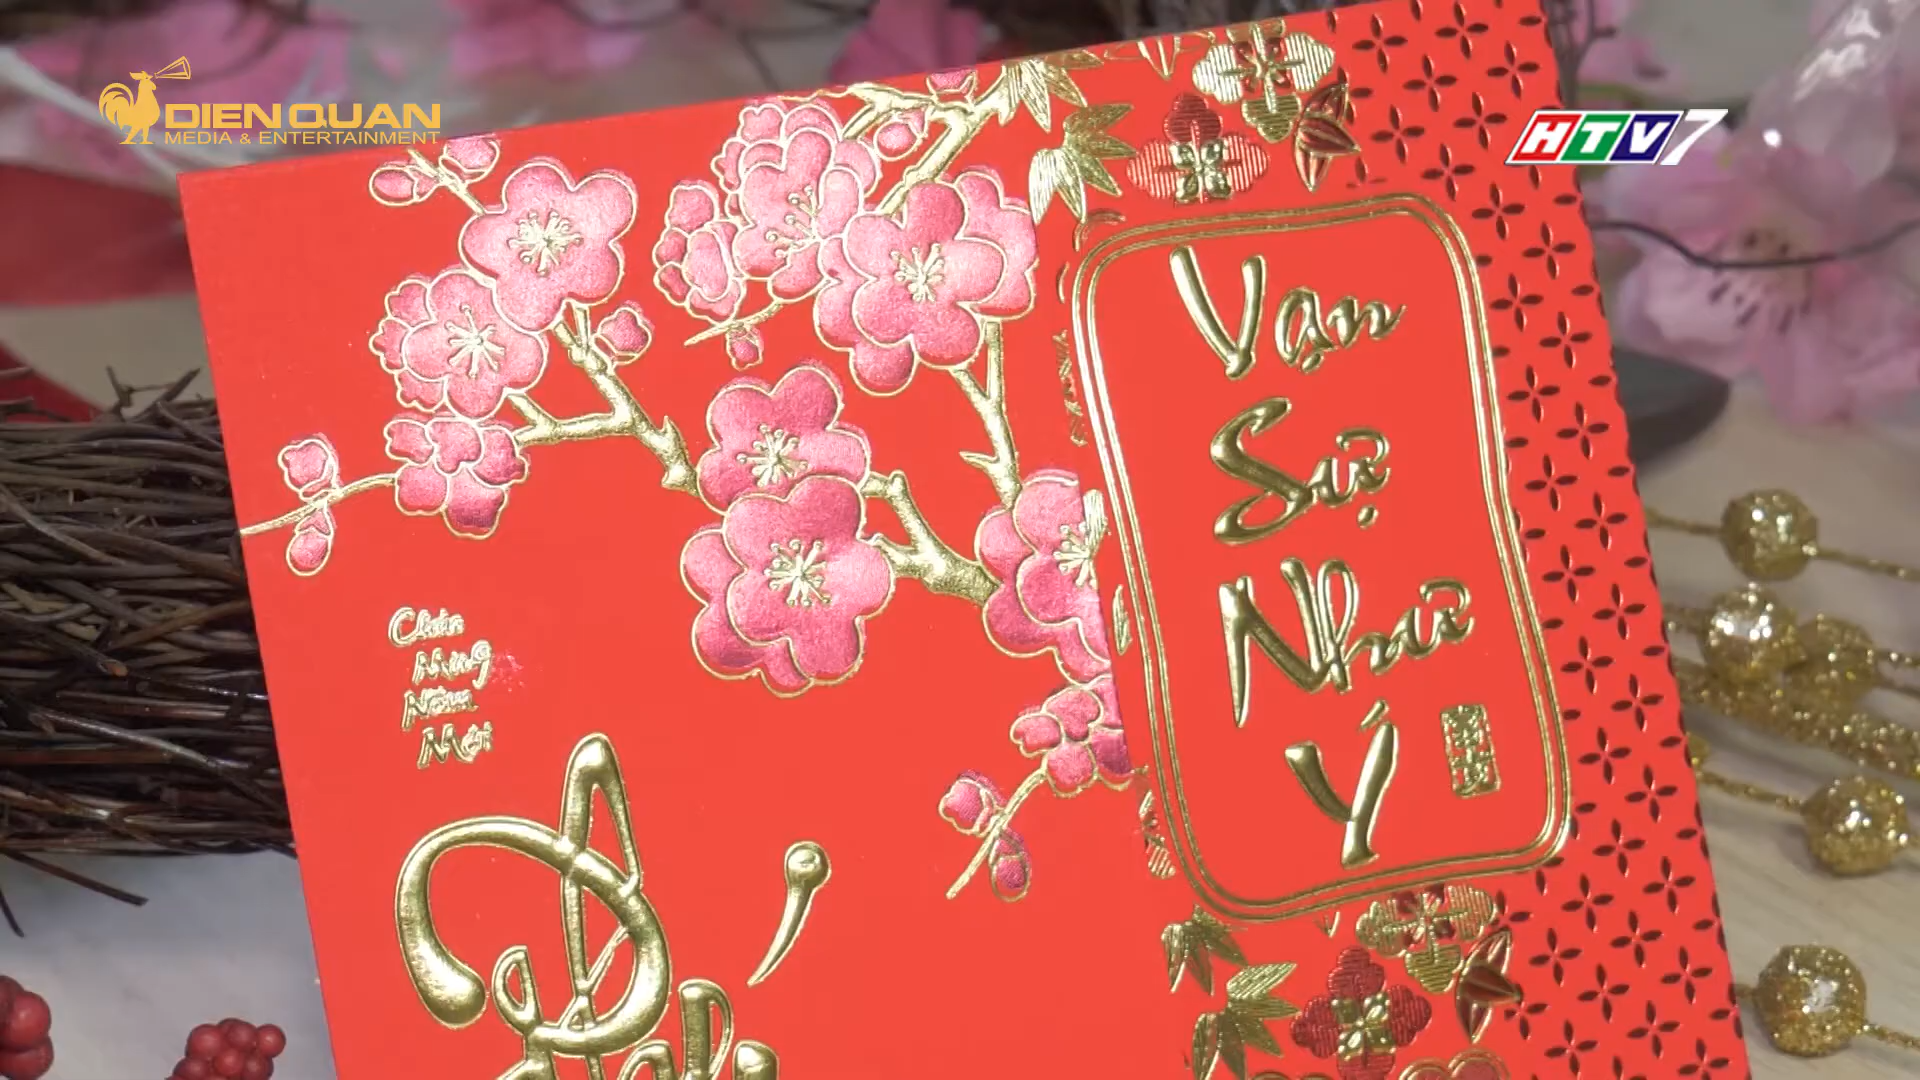 DIEN QUAN
MEDIA & ENTERTAINMENT
HTV7
Vạn
Sự
Như
Ý
Chúc
Mừng
Năm
Mới